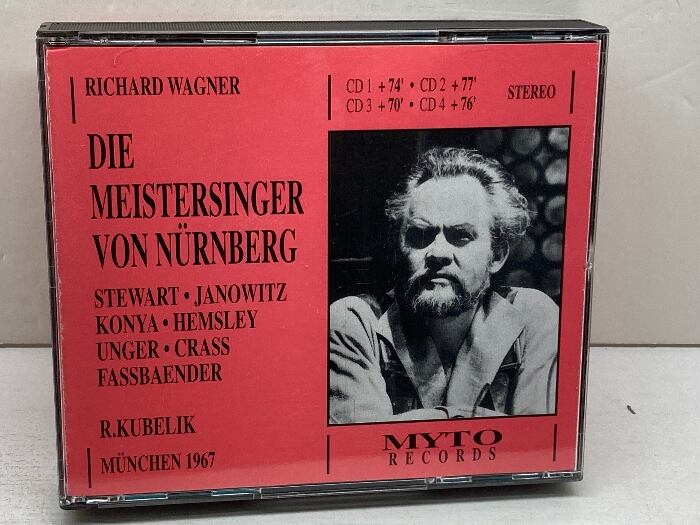 RICHARD WAGNER
CD 1 +74' • CD 2 +77'
CD 3 +70' • CD 4 +76'
STEREO
DIE
MEISTERSINGER
VON NÜRNBERG
STEWART • JANOWITZ
KONYA • HEMSLEY
UNGER • CRASS
FASSBAENDER
R.KUBELIK
MÜNCHEN 1967
MYTO
RECORDS